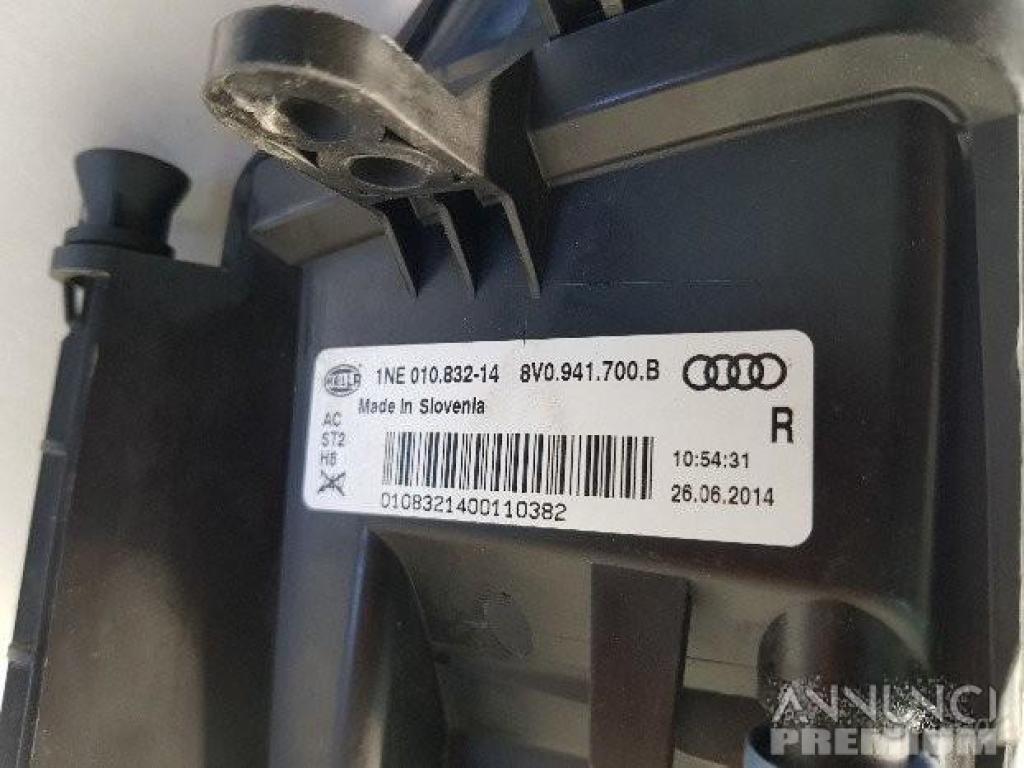 HELLA 1NE 010.832-14 8V0.941.700.B
Made in Slovenia
R
AC
ST2
H8
10:54:31
26.06.2014
0108321400110382
ANNUNCI
PREMIUM